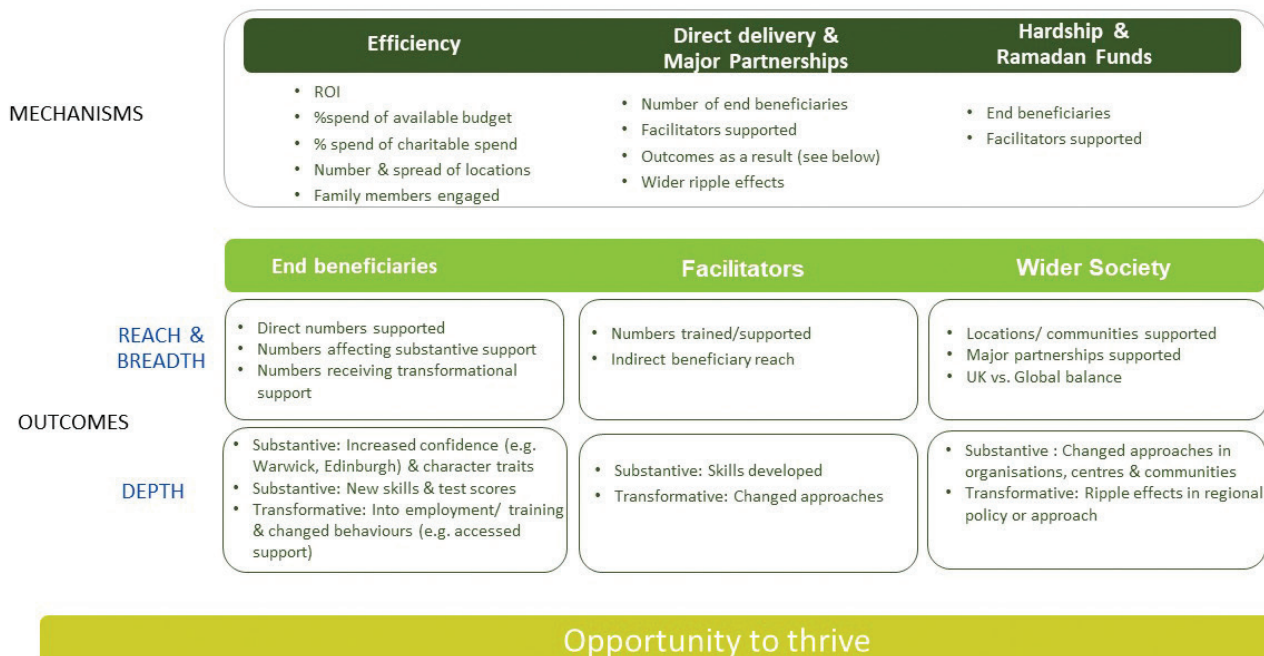 Efficiency
Direct delivery &
Major Partnerships
Hardship &
Ramadan Funds
MECHANISMS
• ROI
• %spend of available budget
• % spend of charitable spend
• Number & spread of locations
• Family members engaged
• Number of end beneficiaries
• Facilitators supported
• Outcomes as a result (see below)
• Wider ripple effects
• End beneficiaries
• Facilitators supported
End beneficiaries
Facilitators
Wider Society
OUTCOMES
REACH &
BREADTH
• Direct numbers supported
• Numbers affecting substantive support
• Numbers receiving transformational
support
• Numbers trained/supported
• Indirect beneficiary reach
• Locations/ communities supported
• Major partnerships supported
• UK vs. Global balance
DEPTH
• Substantive: Increased confidence (e.g.
Warwick, Edinburgh) & character traits
• Substantive: New skills & test scores
• Transformative: Into employment/ training
& changed behaviours (e.g. accessed
support)
• Substantive: Skills developed
• Transformative: Changed approaches
• Substantive : Changed approaches in
organisations, centres & communities
• Transformative: Ripple effects in regional
policy or approach
Opportunity to thrive